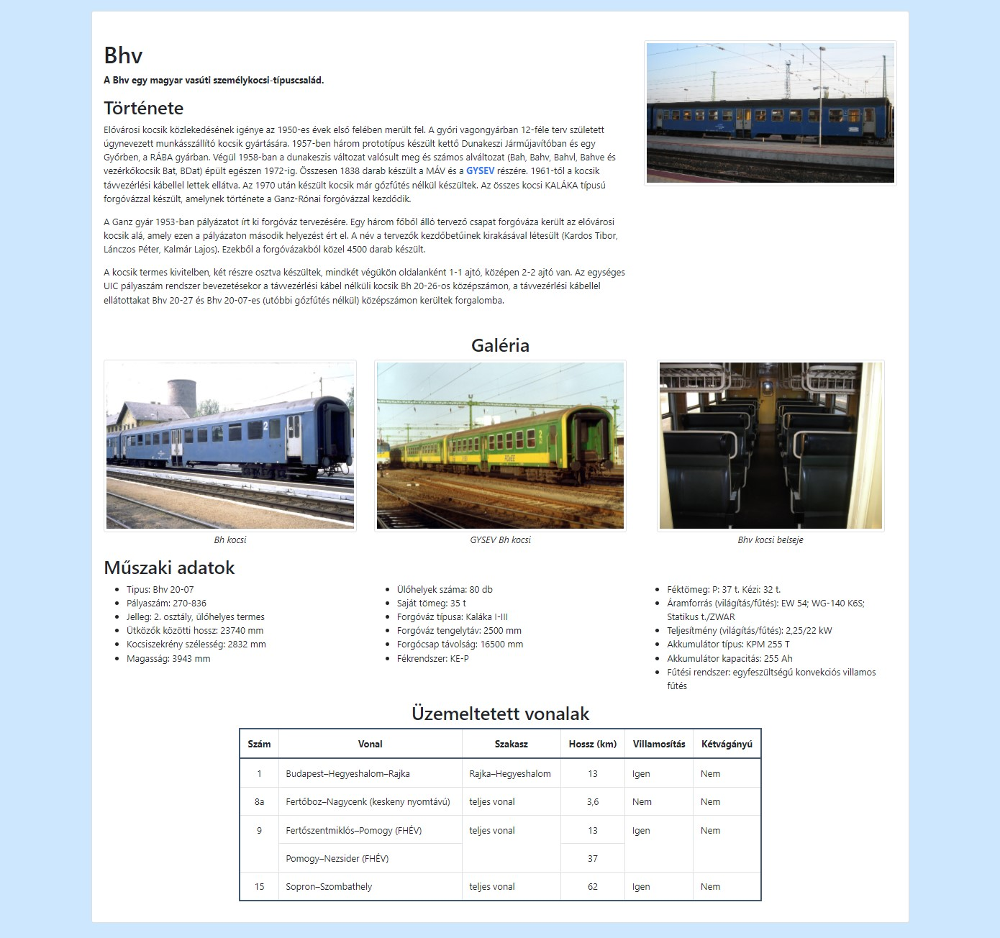 Bhv
A Bhv egy magyar vasúti személykocsi-típuscsalád.
Története
Elővárosi kocsik közlekedésének igénye az 1950-es évek első felében merült fel. A győri vagongyárban 12-féle terv született
úgynevezett munkásszállító kocsik gyártására. 1957-ben három prototípus készült kettő Dunakeszi Járműjavítóban és egy
Győrben, a RÁBA gyárban. Végül 1958-ban a dunakeszis változat valósult meg és számos alváltozat (Bah, Bahv, Bahvl, Bahve és
vezérkőkocsik Bat, BDat) épült egészen 1972-ig. Összesen 1838 darab készült a MÁV és a GYSEV részére. 1961-től a kocsik
távvezérlési kábellel lettek ellátva. Az 1970 után készült kocsik már gőzfűtés nélkül készültek. Az összes kocsi KALÁKA típusú
forgóvázzal készült, amelynek története a Ganz-Rónai forgóvázzal kezdődik.
A Ganz gyár 1953-ban pályázatot írt ki forgóváz tervezésére. Egy három főből álló tervező csapat forgóváza került az elővárosi
kocsik alá, amely ezen a pályázaton második helyezést ért el. A név a tervezők kezdőbetűinek kirakásával létesült (Kardos Tibor,
Lánczos Péter, Kalmár Lajos). Ezekből a forgóvázakból közel 4500 darab készült.
A kocsik termes kivitelben, két részre osztva készültek, mindkét végükön oldalanként 1-1 ajtó, középen 2-2 ajtó van. Az egységes
UIC pályaszám rendszer bevezetésekor a távvezérlési kábel nélküli kocsik Bh 20-26-os középszámon, a távvezérlési kábellel
ellátottakat Bhv 20-27 és Bhv 20-07-es (utóbbi gőzfűtés nélkül) középszámon kerültek forgalomba.
Galéria
2
2
Bh kocsi
GYSEV Bh kocsi
Bhv kocsi belseje
Műszaki adatok
Tipus: Bhv 20-07
Pályaszám: 270-836
Jelleg: 2. osztály, ülőhelyes termes
Ütközők közötti hossz: 23740 mm
Kocsiszekrény szélesség: 2832 mm
Magasság: 3943 mm
Ülőhelyek száma: 80 db
Saját tömeg: 35 t
Forgóváz típusa: Kaláka I-III
Forgóváz tengelytáv: 2500 mm
Forgócsap távolság: 16500 mm
Fékrendszer: KE-P
Féktömeg: P: 37 t. Kézi: 32 t.
Áramforrás (világítás/fűtés): EW 54; WG-140 K6S;
Statikus t./ZWAR
Teljesítmény (világítás/fűtés): 2,25/22 kW
Akkumulátor típus: KPM 255 T
Akkumulátor kapacitás: 255 Ah
Fűtési rendszer: egyfeszültségű konvekciós villamos
fűtés
Üzemeltetett vonalak
Szám Vonal Szakasz Hossz (km) Villamosítás Kétvágányú
1 Budapest–Hegyeshalom–Rajka Rajka–Hegyeshalom 13 Igen Nem
8a Fertőboz–Nagycenk (keskeny nyomtávú) teljes vonal 3,6 Nem Nem
9 Fertőszentmiklós–Pomogy (FHÉV) teljes vonal 13 Igen Nem
Pomogy–Nezsider (FHÉV) 37
15 Sopron–Szombathely teljes vonal 62 Igen Nem